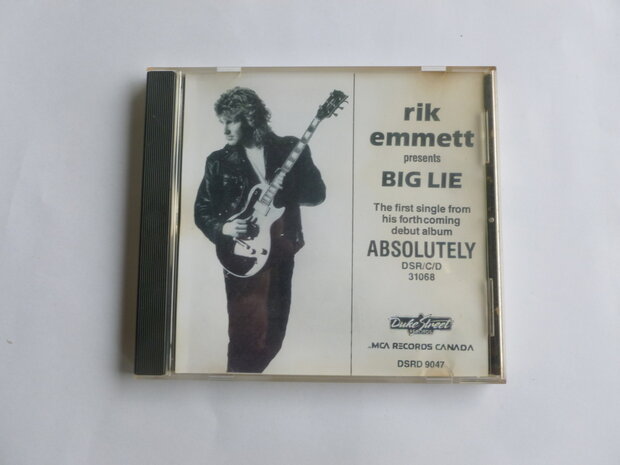 rik
emmett
presents
BIG LIE
The first single from
his forthcoming
debut album
ABSOLUTELY
DSR/C/D
31068
Duke Street
RECORDS
MCA RECORDS CANADA
DSRD 9047